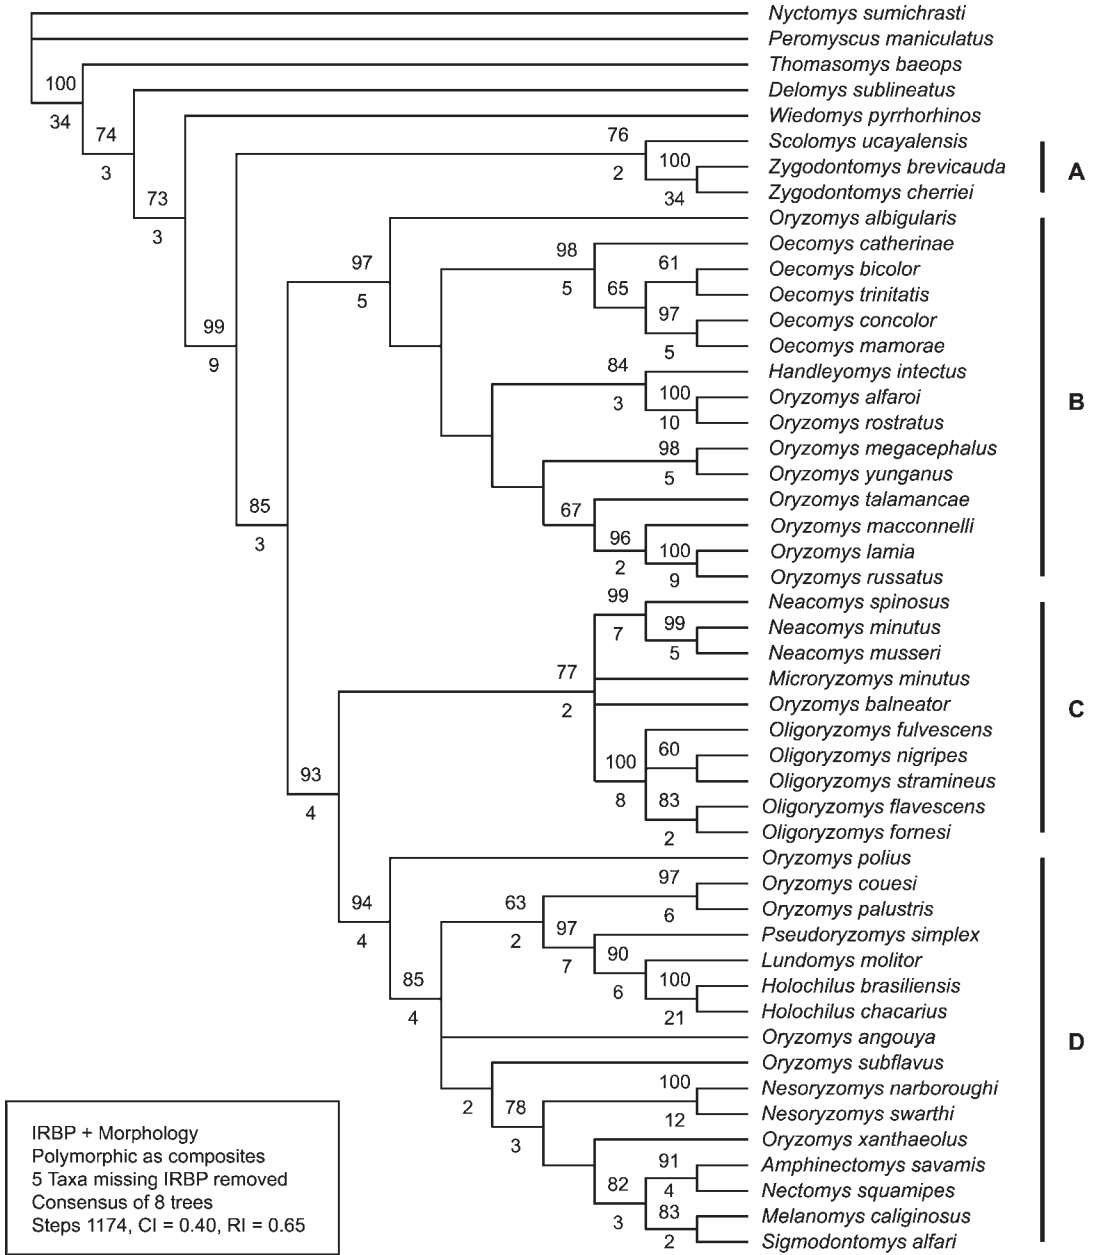 Nyctomys sumichrasti
Peromyscus maniculatus
Thomasomys baeops
100
Delomys sublineatus
34
Wiedomys pyrrhorhinos
74
76
Scolomys ucayalensis
3
2
100
Zygodontomys brevicauda
A
34
Zygodontomys cherriei
73
3
Oryzomys albigularis
98
Oecomys catherinae
97
5
61
Oecomys bicolor
5
65
Oecomys trinitatis
97
Oecomys concolor
99
5
Oecomys mamorae
9
84
Handleyomys intectus
3
100
Oryzomys alfaroi
B
10
Oryzomys rostratus
98
Oryzomys megacephalus
5
Oryzomys yunganus
85
67
Oryzomys talamancae
3
96
Oryzomys macconnelli
2
100
Oryzomys lamia
9
Oryzomys russatus
99
Neacomys spinosus
7
99
Neacomys minutus
5
Neacomys musseri
77
Microryzomys minutus
2
Oryzomys balneator
C
Oligoryzomys fulvescens
100
60
Oligoryzomys nigripes
93
8
Oligoryzomys stramineus
4
83
Oligoryzomys flavescens
2
Oligoryzomys fornesi
Oryzomys polius
97
Oryzomys couesi
94
63
6
Oryzomys palustris
4
2
97
Pseudoryzomys simplex
7
90
Lundomys molitor
85
6
100
Holochilus brasiliensis
4
21
Holochilus chacarius
Oryzomys angouya
D
Oryzomys subflavus
100
Nesoryzomys narboroughi
2
78
12
Nesoryzomys swarthi
3
Oryzomys xanthaeolus
91
Amphinectomys savamis
82
4
Nectomys squamipes
3
83
Melanomys caliginosus
2
Sigmodontomys alfari
IRBP + Morphology
Polymorphic as composites
5 Taxa missing IRBP removed
Consensus of 8 trees
Steps 1174, CI = 0.40, RI = 0.65